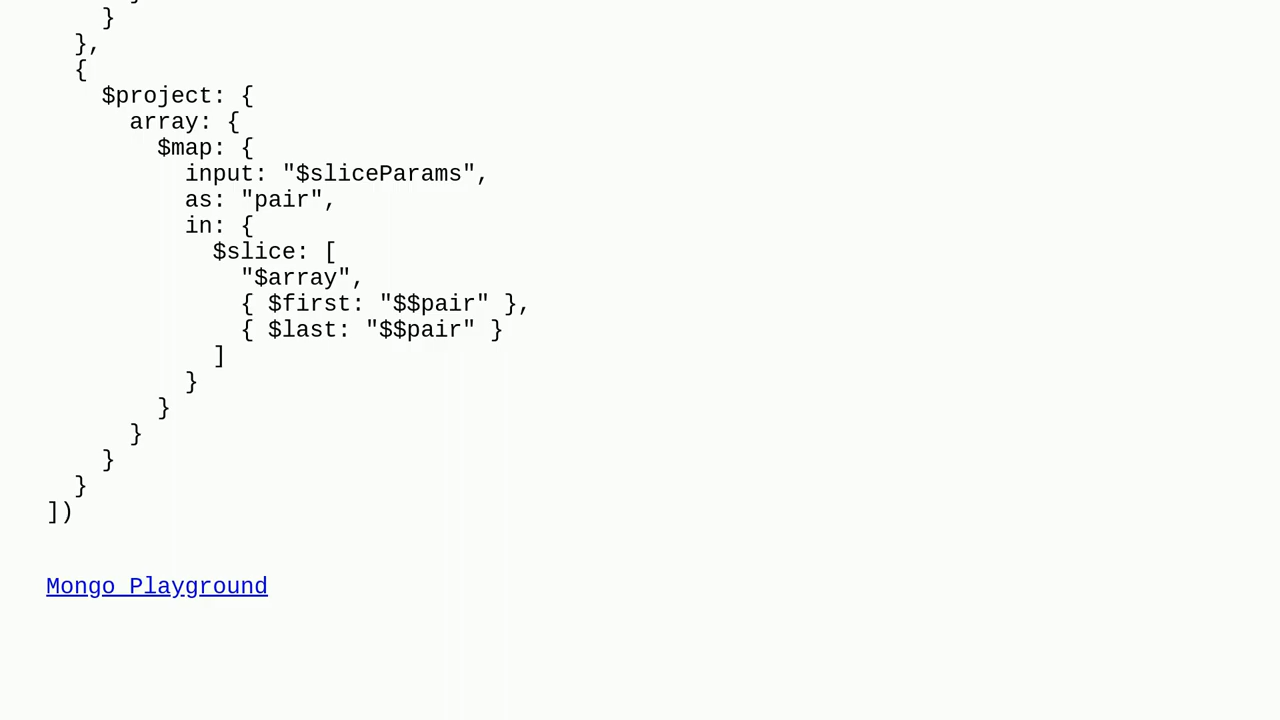 }
},
{
$project: {
array: {
$map: {
input: "$sliceParams",
as: "pair",
in: {
$slice: [
"$array",
{ $first: "$$pair" },
{ $last: "$$pair" }
]
}
}
}
}
}
])
Mongo Playground